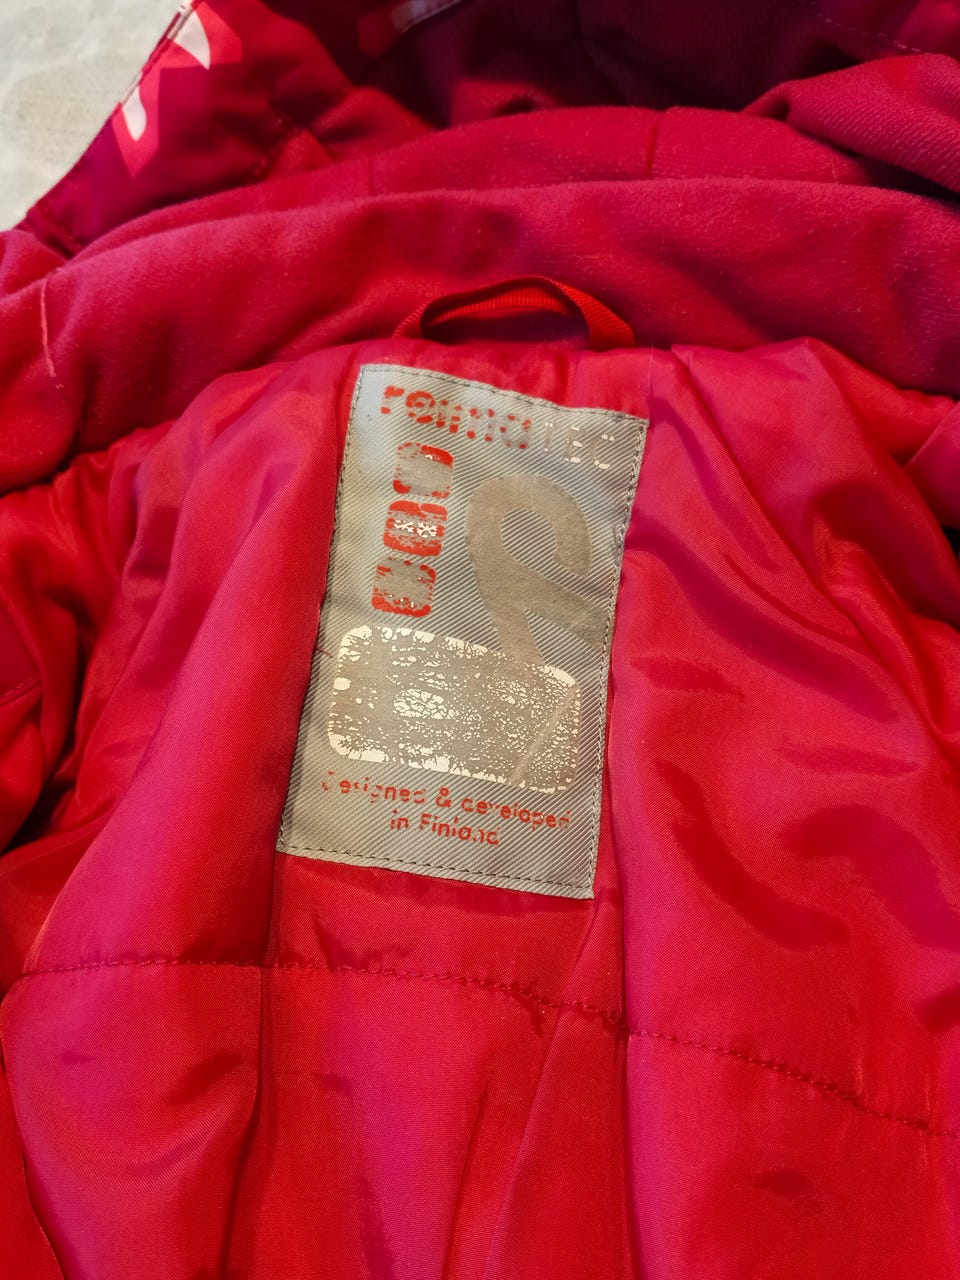 reimaTEC
Designed & developed
in Finland